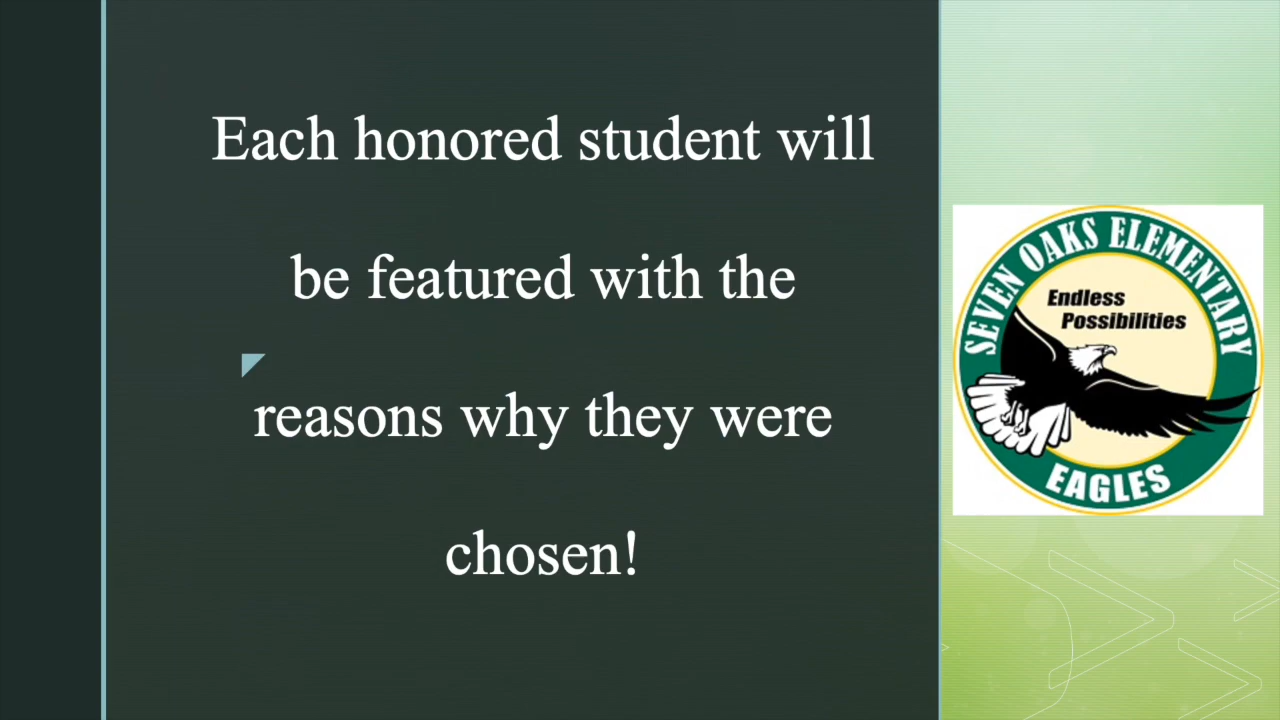 Each honored student will
be featured with the
reasons why they were
chosen!
SEVEN OAKS ELEMENTARY
Endless
Possibilities
EAGLES